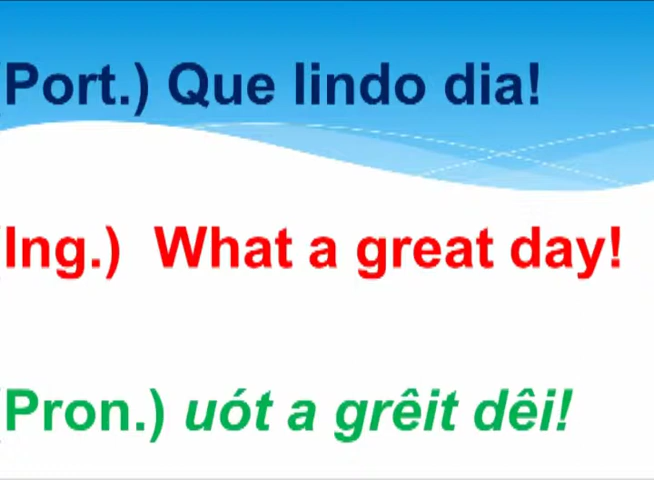 (Port.) Que lindo dia!
(Ing.) What a great day!
(Pron.) uót a grêit dêi!